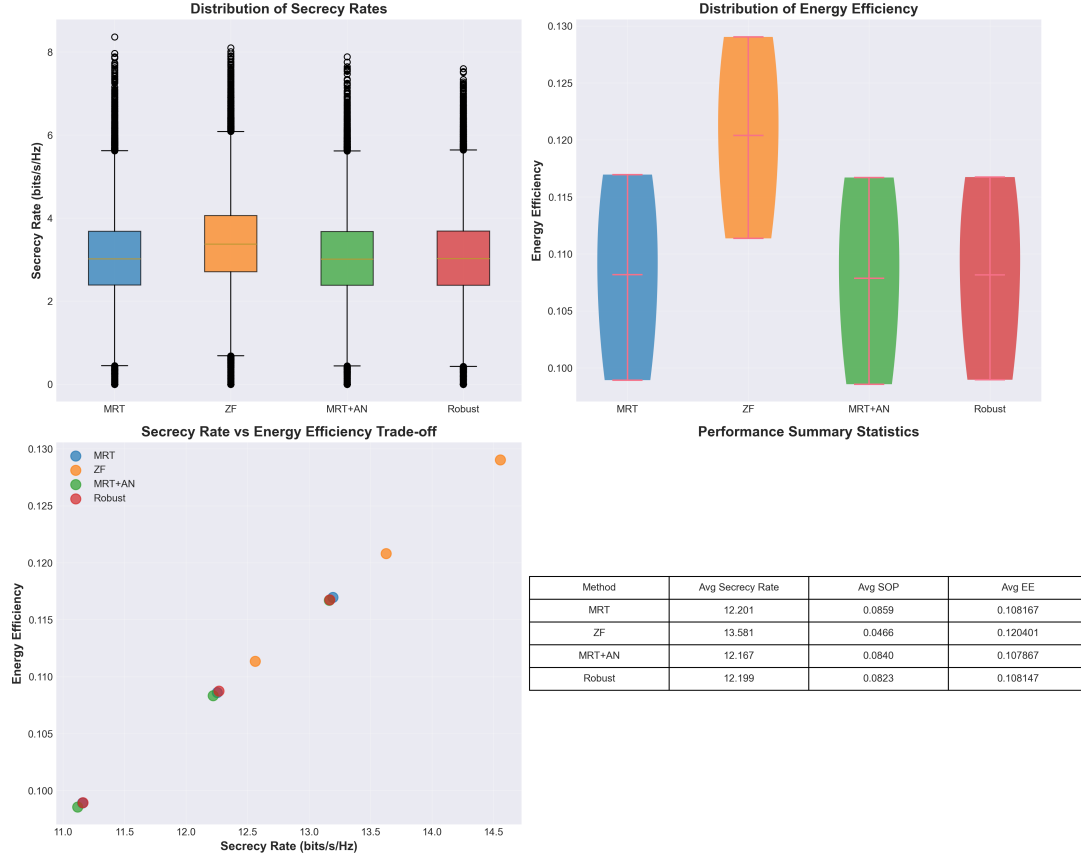 Distribution of Secrecy Rates
Secrecy Rate (bits/s/Hz)
8
6
4
2
0
MRT ZF MRT+AN Robust
Distribution of Energy Efficiency
Energy Efficiency
0.130
0.125
0.120
0.115
0.110
0.105
0.100
MRT ZF MRT+AN Robust
Secrecy Rate vs Energy Efficiency Trade-off
MRT
ZF
MRT+AN
Robust
Energy Efficiency
0.130
0.125
0.120
0.115
0.110
0.105
0.100
11.0 11.5 12.0 12.5 13.0 13.5 14.0 14.5
Secrecy Rate (bits/s/Hz)
Performance Summary Statistics
Method Avg Secrecy Rate Avg SOP Avg EE
MRT 12.201 0.0859 0.108167
ZF 13.581 0.0466 0.120401
MRT+AN 12.167 0.0840 0.107867
Robust 12.199 0.0823 0.108147